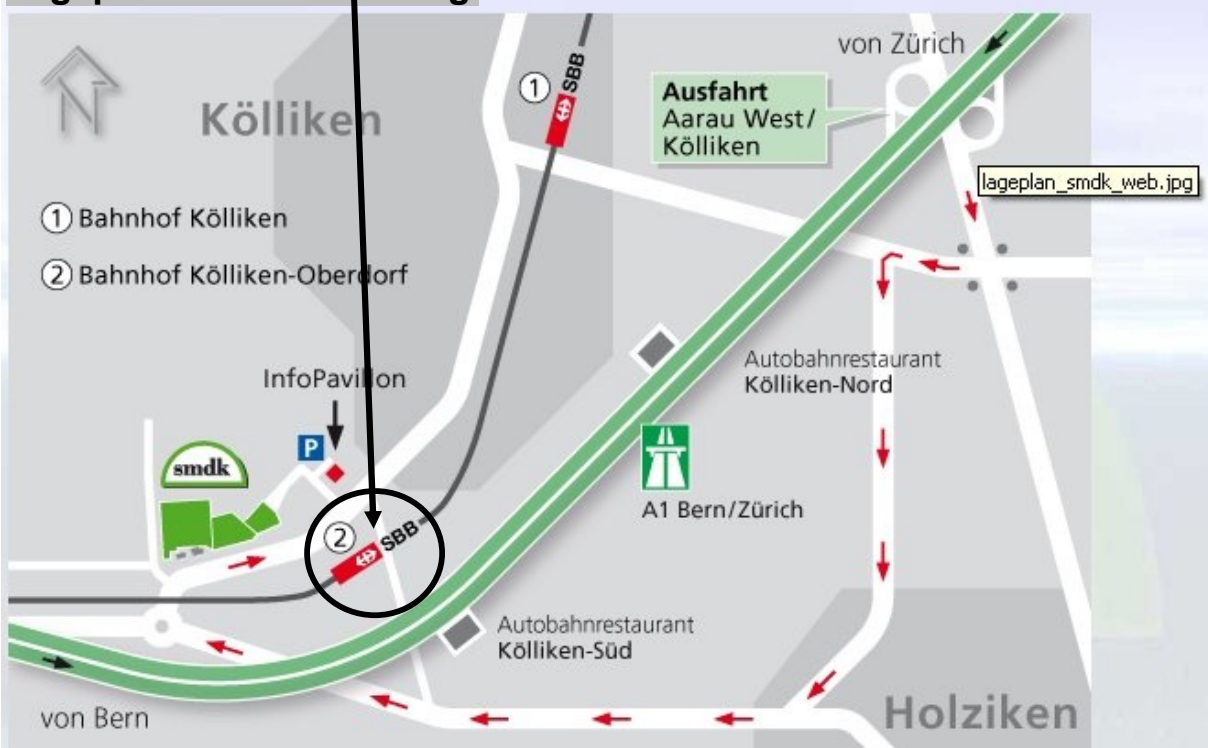 von Zürich
SBB
①
Ausfahrt
Aarau West/
Kölliken
N
Kölliken
lageplan_smdk_web.jpg
① Bahnhof Kölliken
② Bahnhof Kölliken-Oberdorf
Autobahnrestaurant
Kölliken-Nord
InfoPavillon
P
smdk
A1 Bern/Zürich
②
SBB
Autobahnrestaurant
Kölliken-Süd
von Bern
Holziken